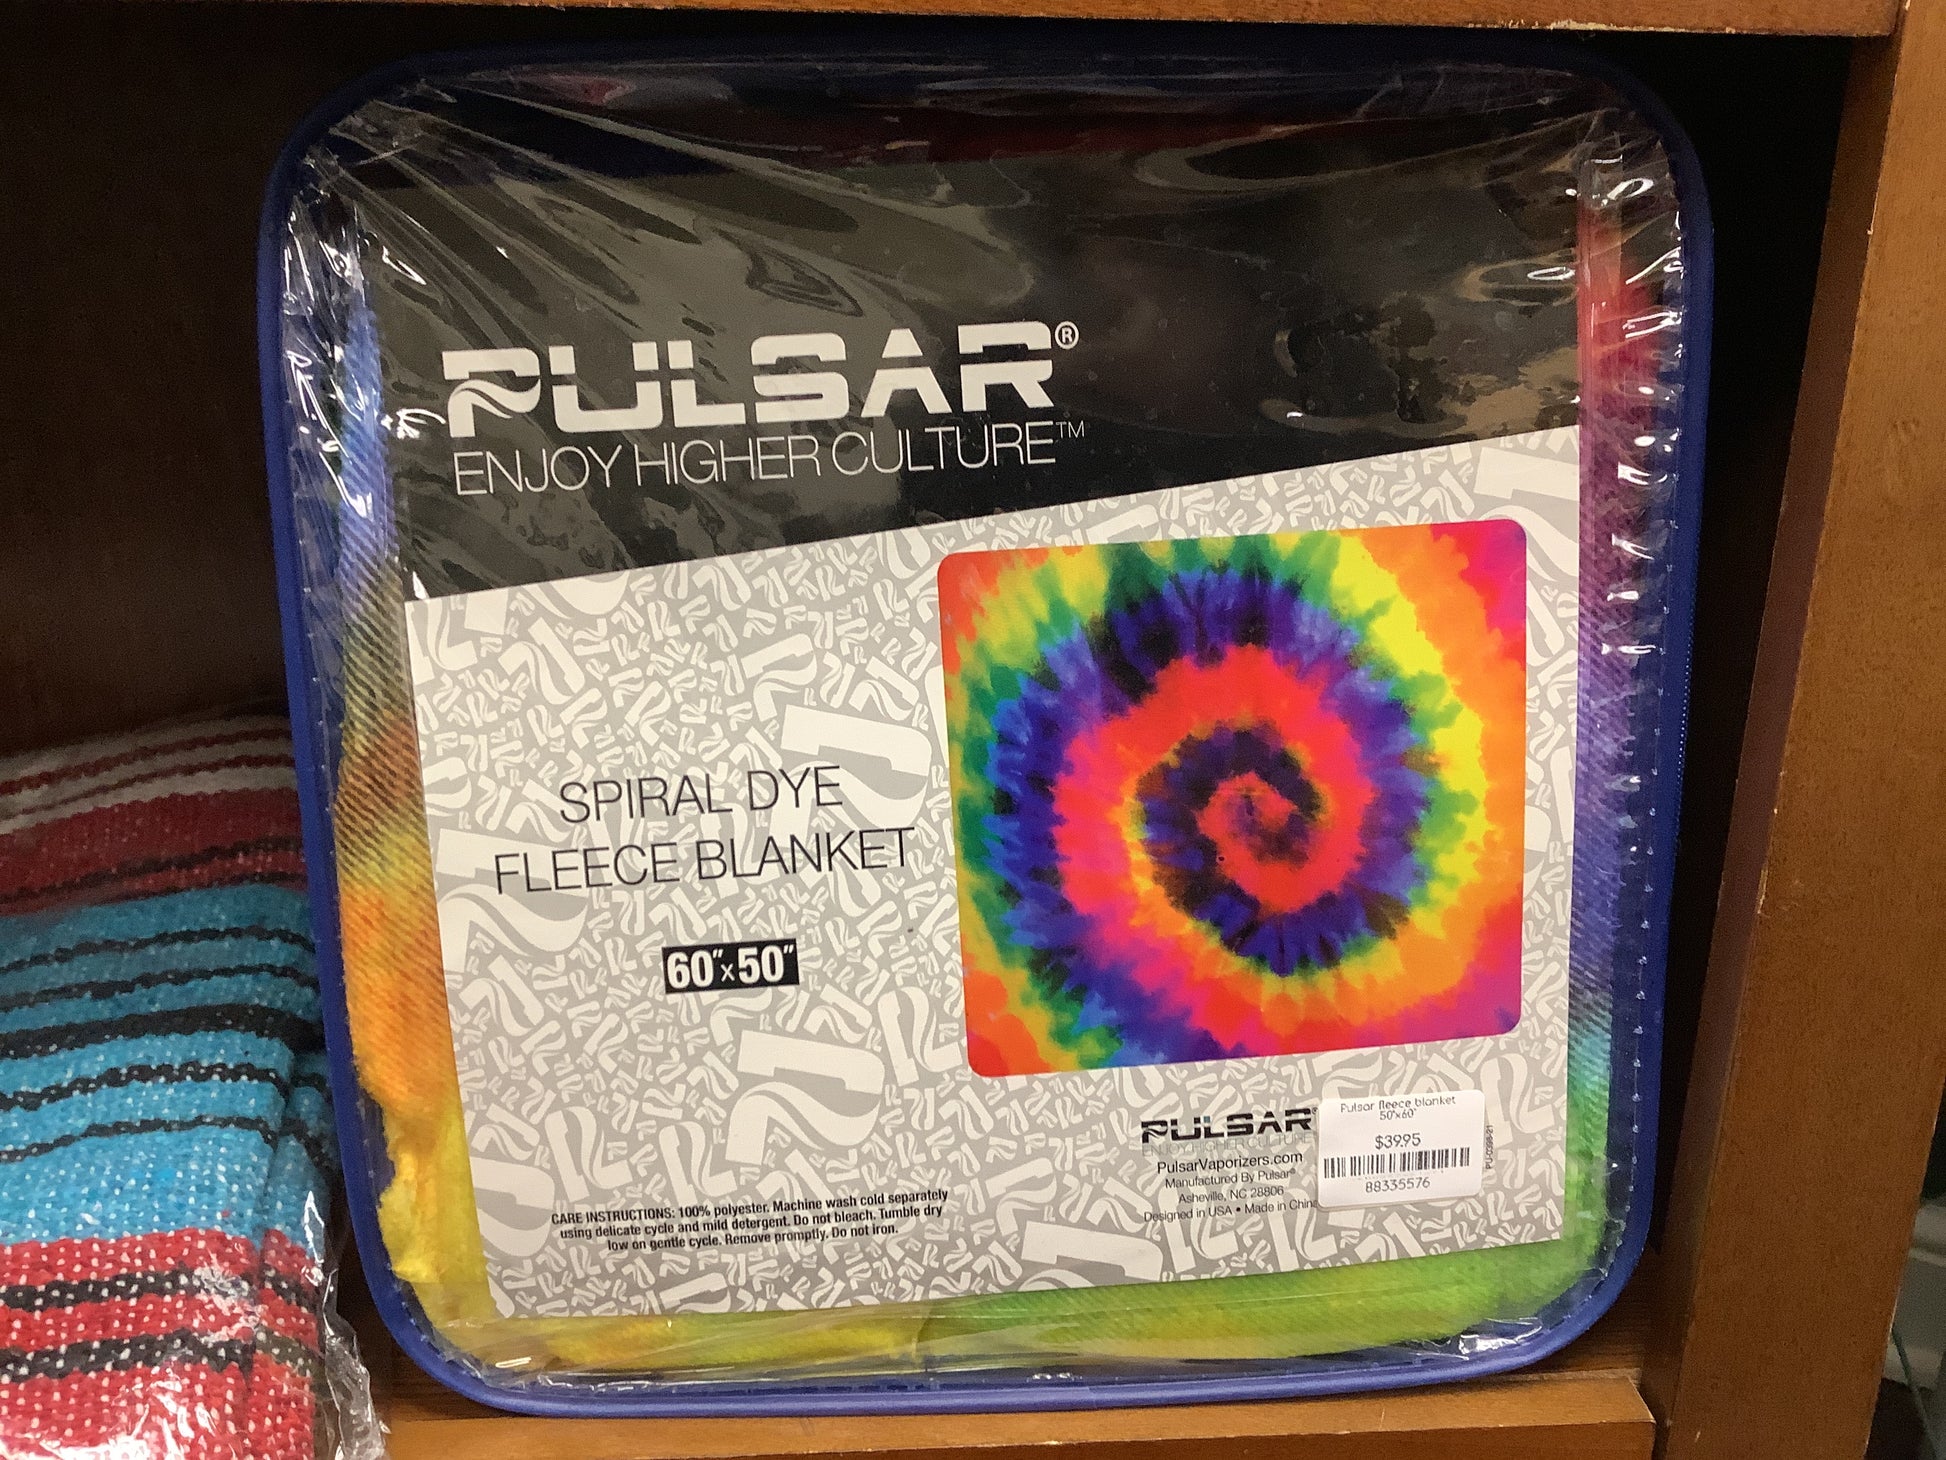 PULSAR®
ENJOY HIGHER CULTURE™
SPIRAL DYE
FLEECE BLANKET
60"x50"
CARE INSTRUCTIONS: 100% polyester. Machine wash cold separately
using delicate cycle and mild detergent. Do not bleach. Tumble dry
low on gentle cycle. Remove promptly. Do not iron.
PULSAR
ENJOY HIGHER CULTURE
PulsarVaporizers.com
Manufactured By Pulsar®
Asheville, NC 28806
Designed in USA • Made in China
Pulsar fleece blanket
50"x60"
$39.95
88335576